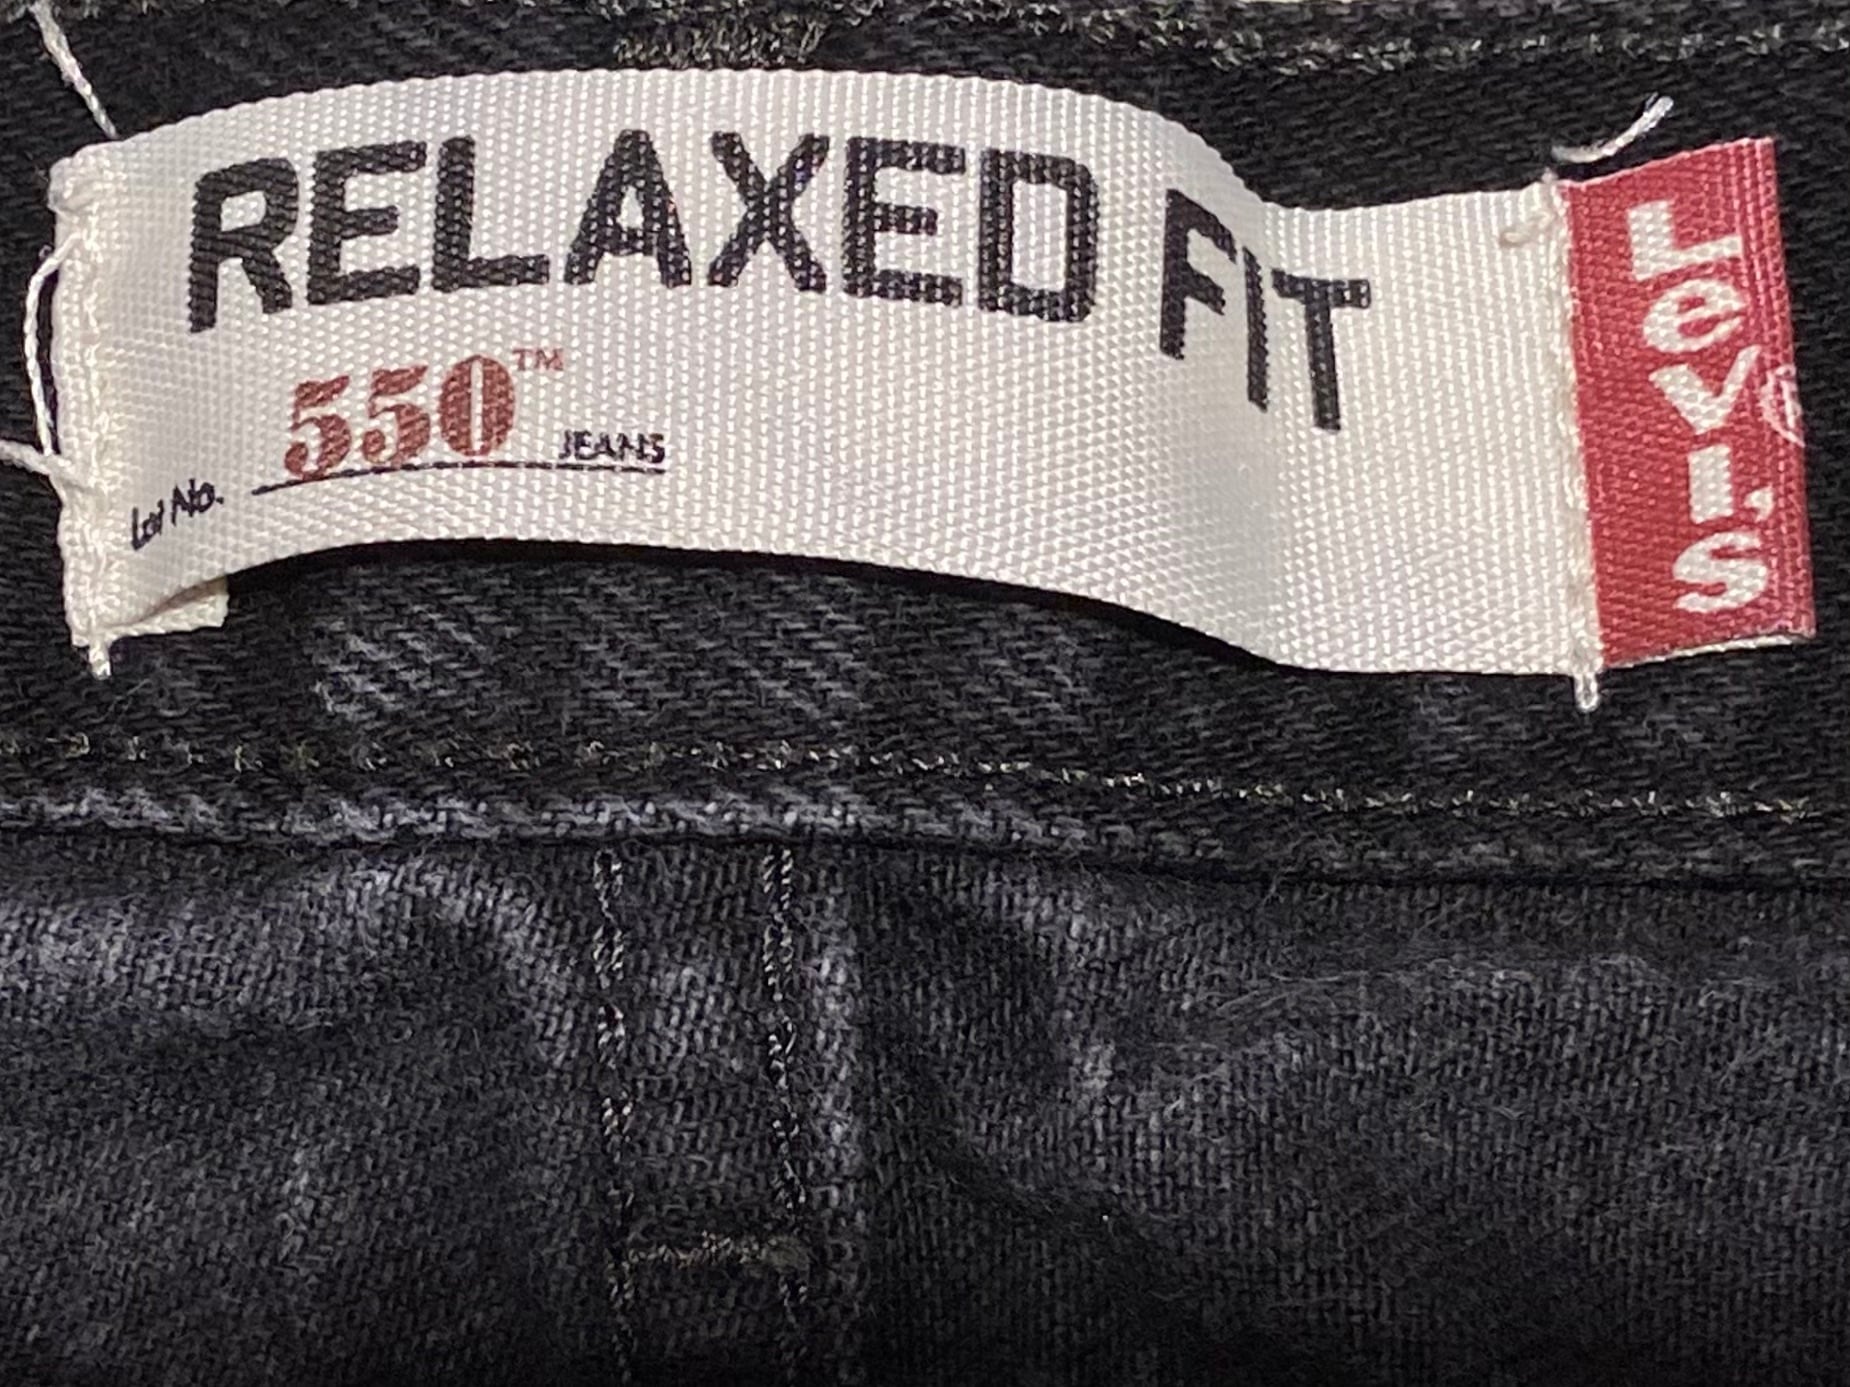 RELAXED FIT
550™ JEANS
Lot No.
Levi's®